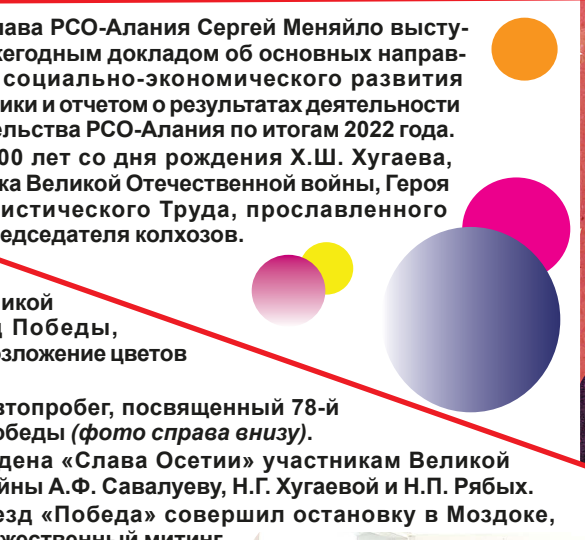 лава РСО-Алания Сергей Меняйло высту-
жегодным докладом об основных направ-
социально-экономического развития
ики и отчетом о результатах деятельности
ельства РСО-Алания по итогам 2022 года.
00 лет со дня рождения Х.Ш. Хугаева,
ка Великой Отечественной войны, Героя
истического Труда, прославленного
едседателя колхозов.
икой
д Победы,
озложение цветов
втопробег, посвященный 78-й
обеды (фото справа внизу).
дена «Слава Осетии» участникам Великой
йны А.Ф. Савалуеву, Н.Г. Хугаевой и Н.П. Рябых.
езд «Победа» совершил остановку в Моздоке,
жественный митинг